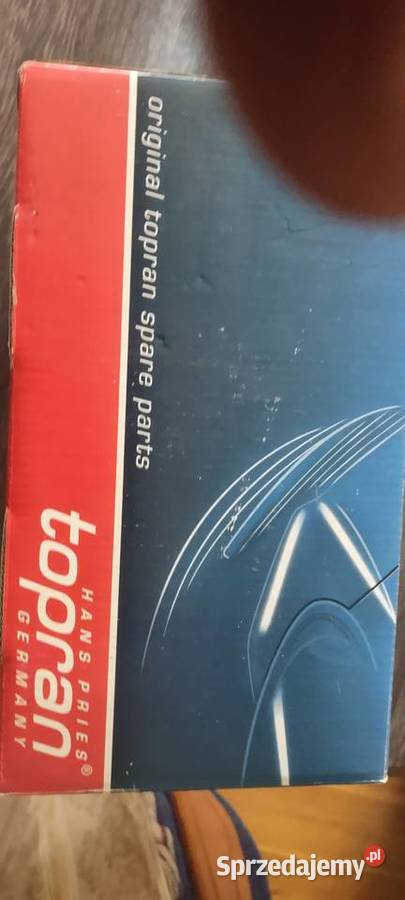 original topran spare parts
HANS PRIES®
topran
GERMANY
Sprzedajemy.pl